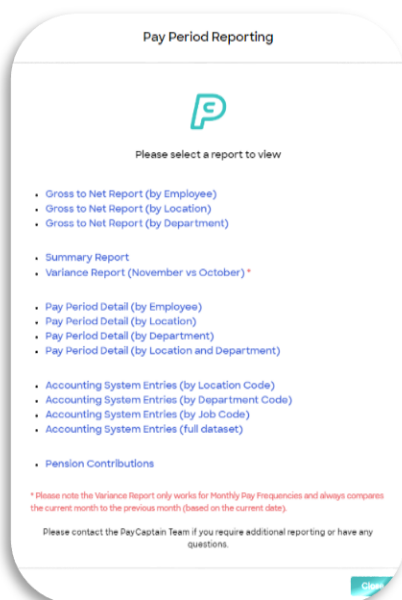 Pay Period Reporting
Please select a report to view
Gross to Net Report (by Employee)
Gross to Net Report (by Location)
Gross to Net Report (by Department)
Summary Report
Variance Report (November vs October) *
Pay Period Detail (by Employee)
Pay Period Detail (by Location)
Pay Period Detail (by Department)
Pay Period Detail (by Location and Department)
Accounting System Entries (by Location Code)
Accounting System Entries (by Department Code)
Accounting System Entries (by Job Code)
Accounting System Entries (full dataset)
Pension Contributions
* Please note the Variance Report only works for Monthly Pay Frequencies and always compares
the current month to the previous month (based on the current date).
Please contact the PayCaptain Team if you require additional reporting or have any
questions.
Close